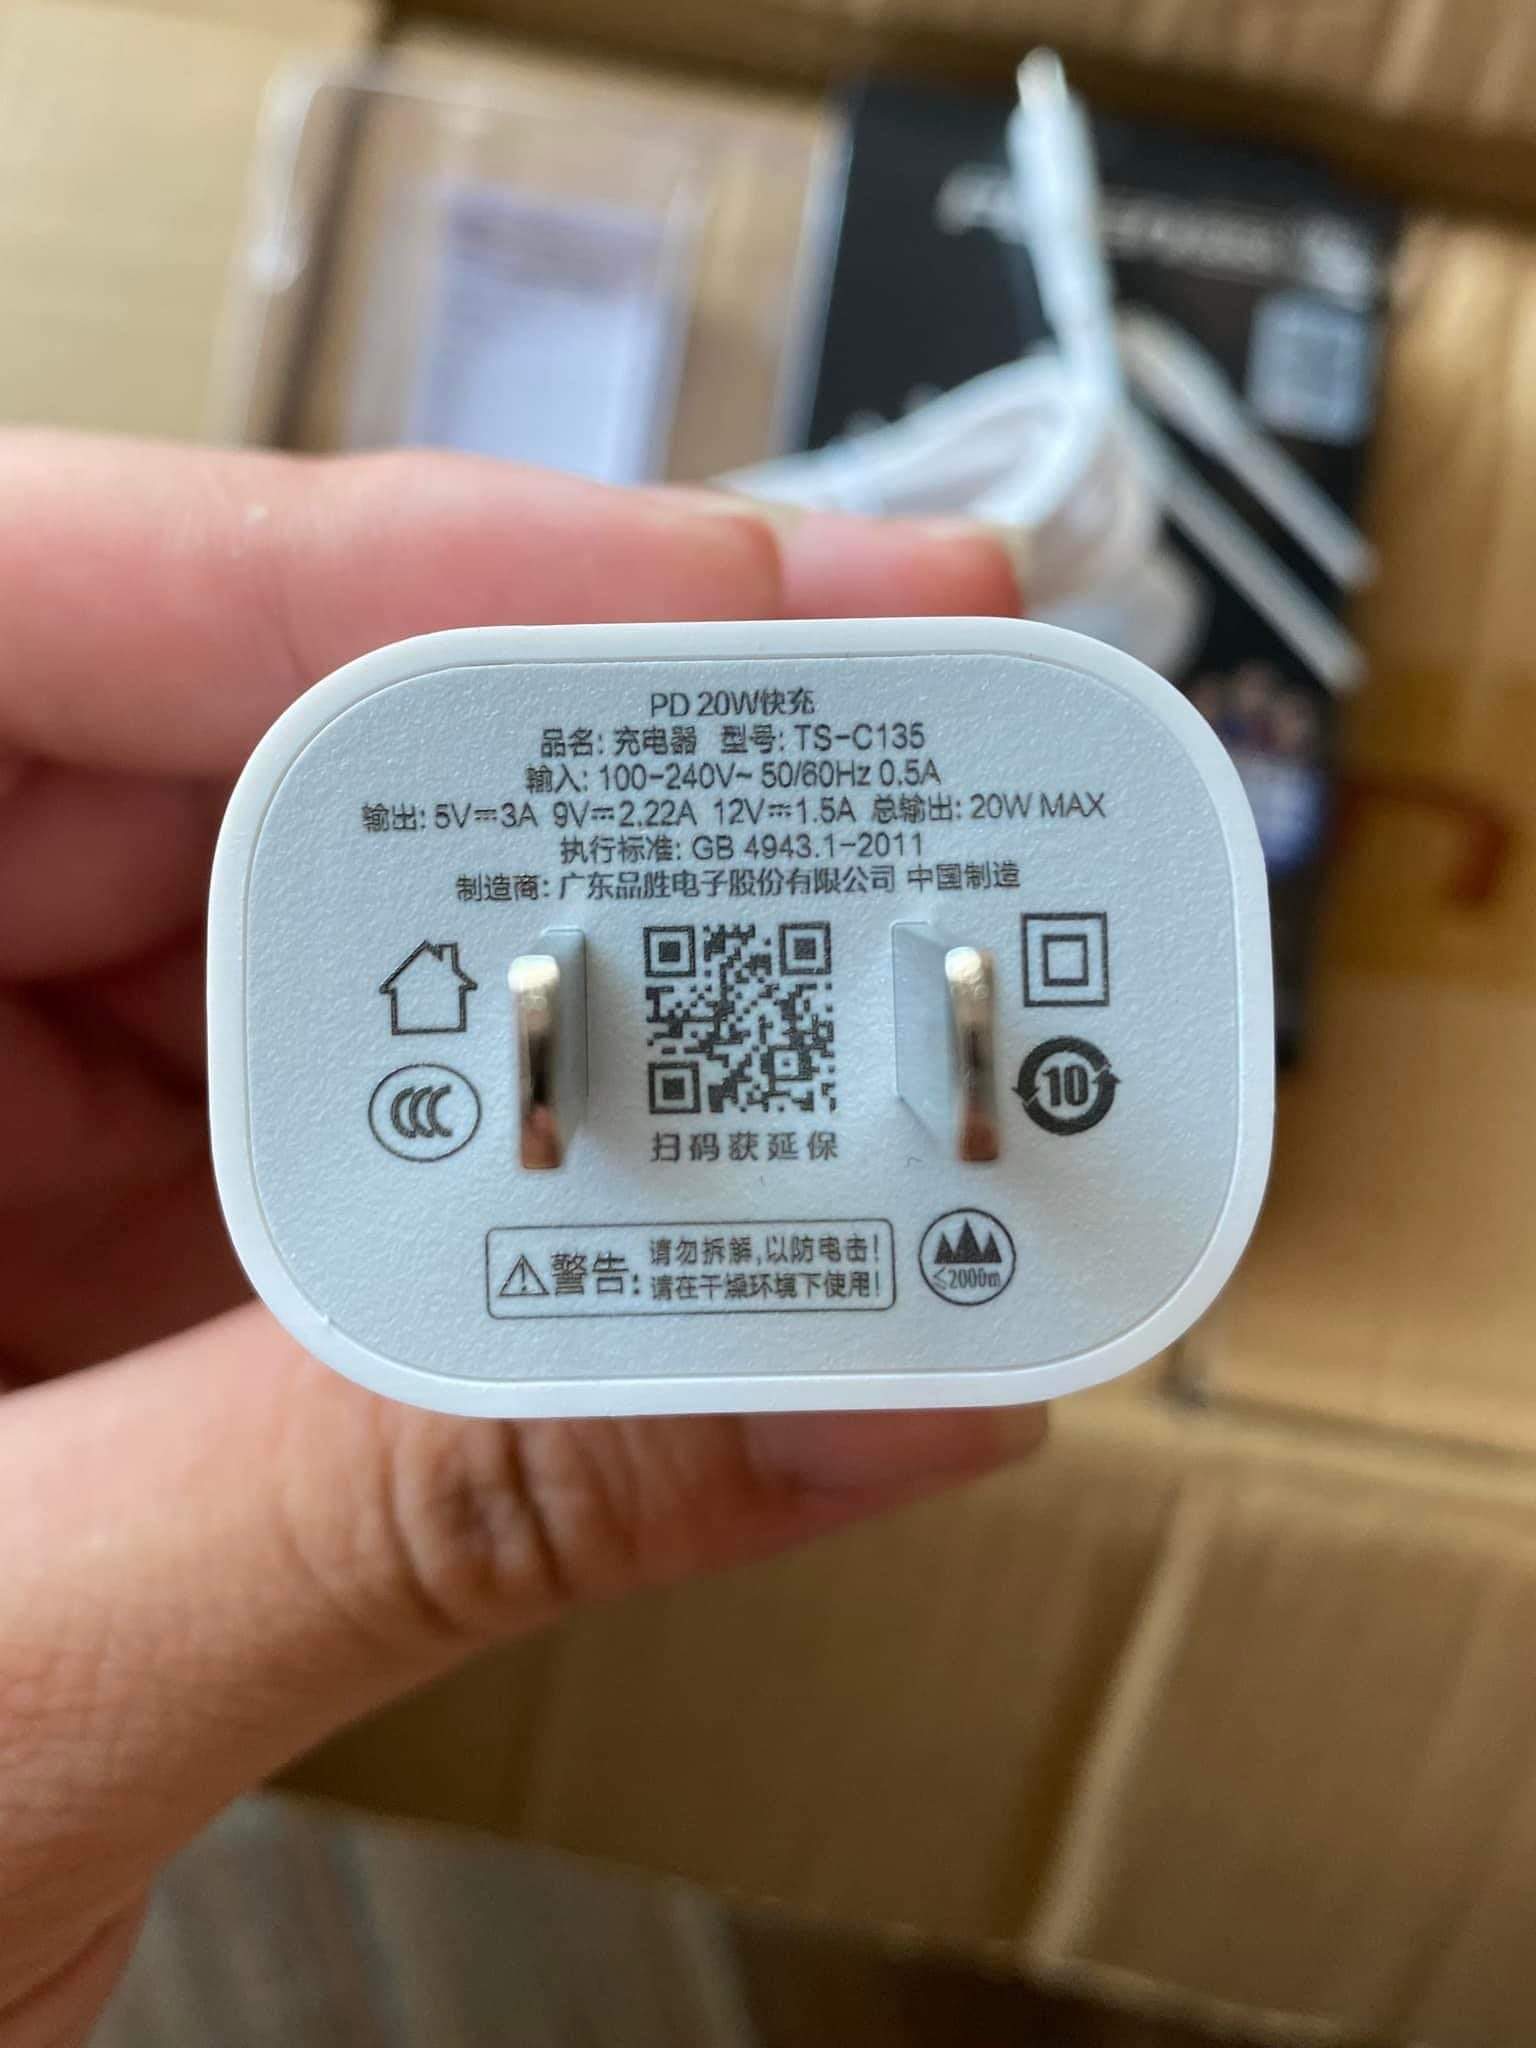 PD 20W快充
品名: 充电器 型号: TS-C135
输入: 100-240V~ 50/60Hz 0.5A
输出: 5V⎓3A 9V⎓2.22A 12V⎓1.5A 总输出: 20W MAX
执行标准: GB 4943.1-2011
制造商: 广东品胜电子股份有限公司 中国制造
CCC
10
扫码获延保
警告: 请勿拆解,以防电击!
请在干燥环境下使用!
≤2000m